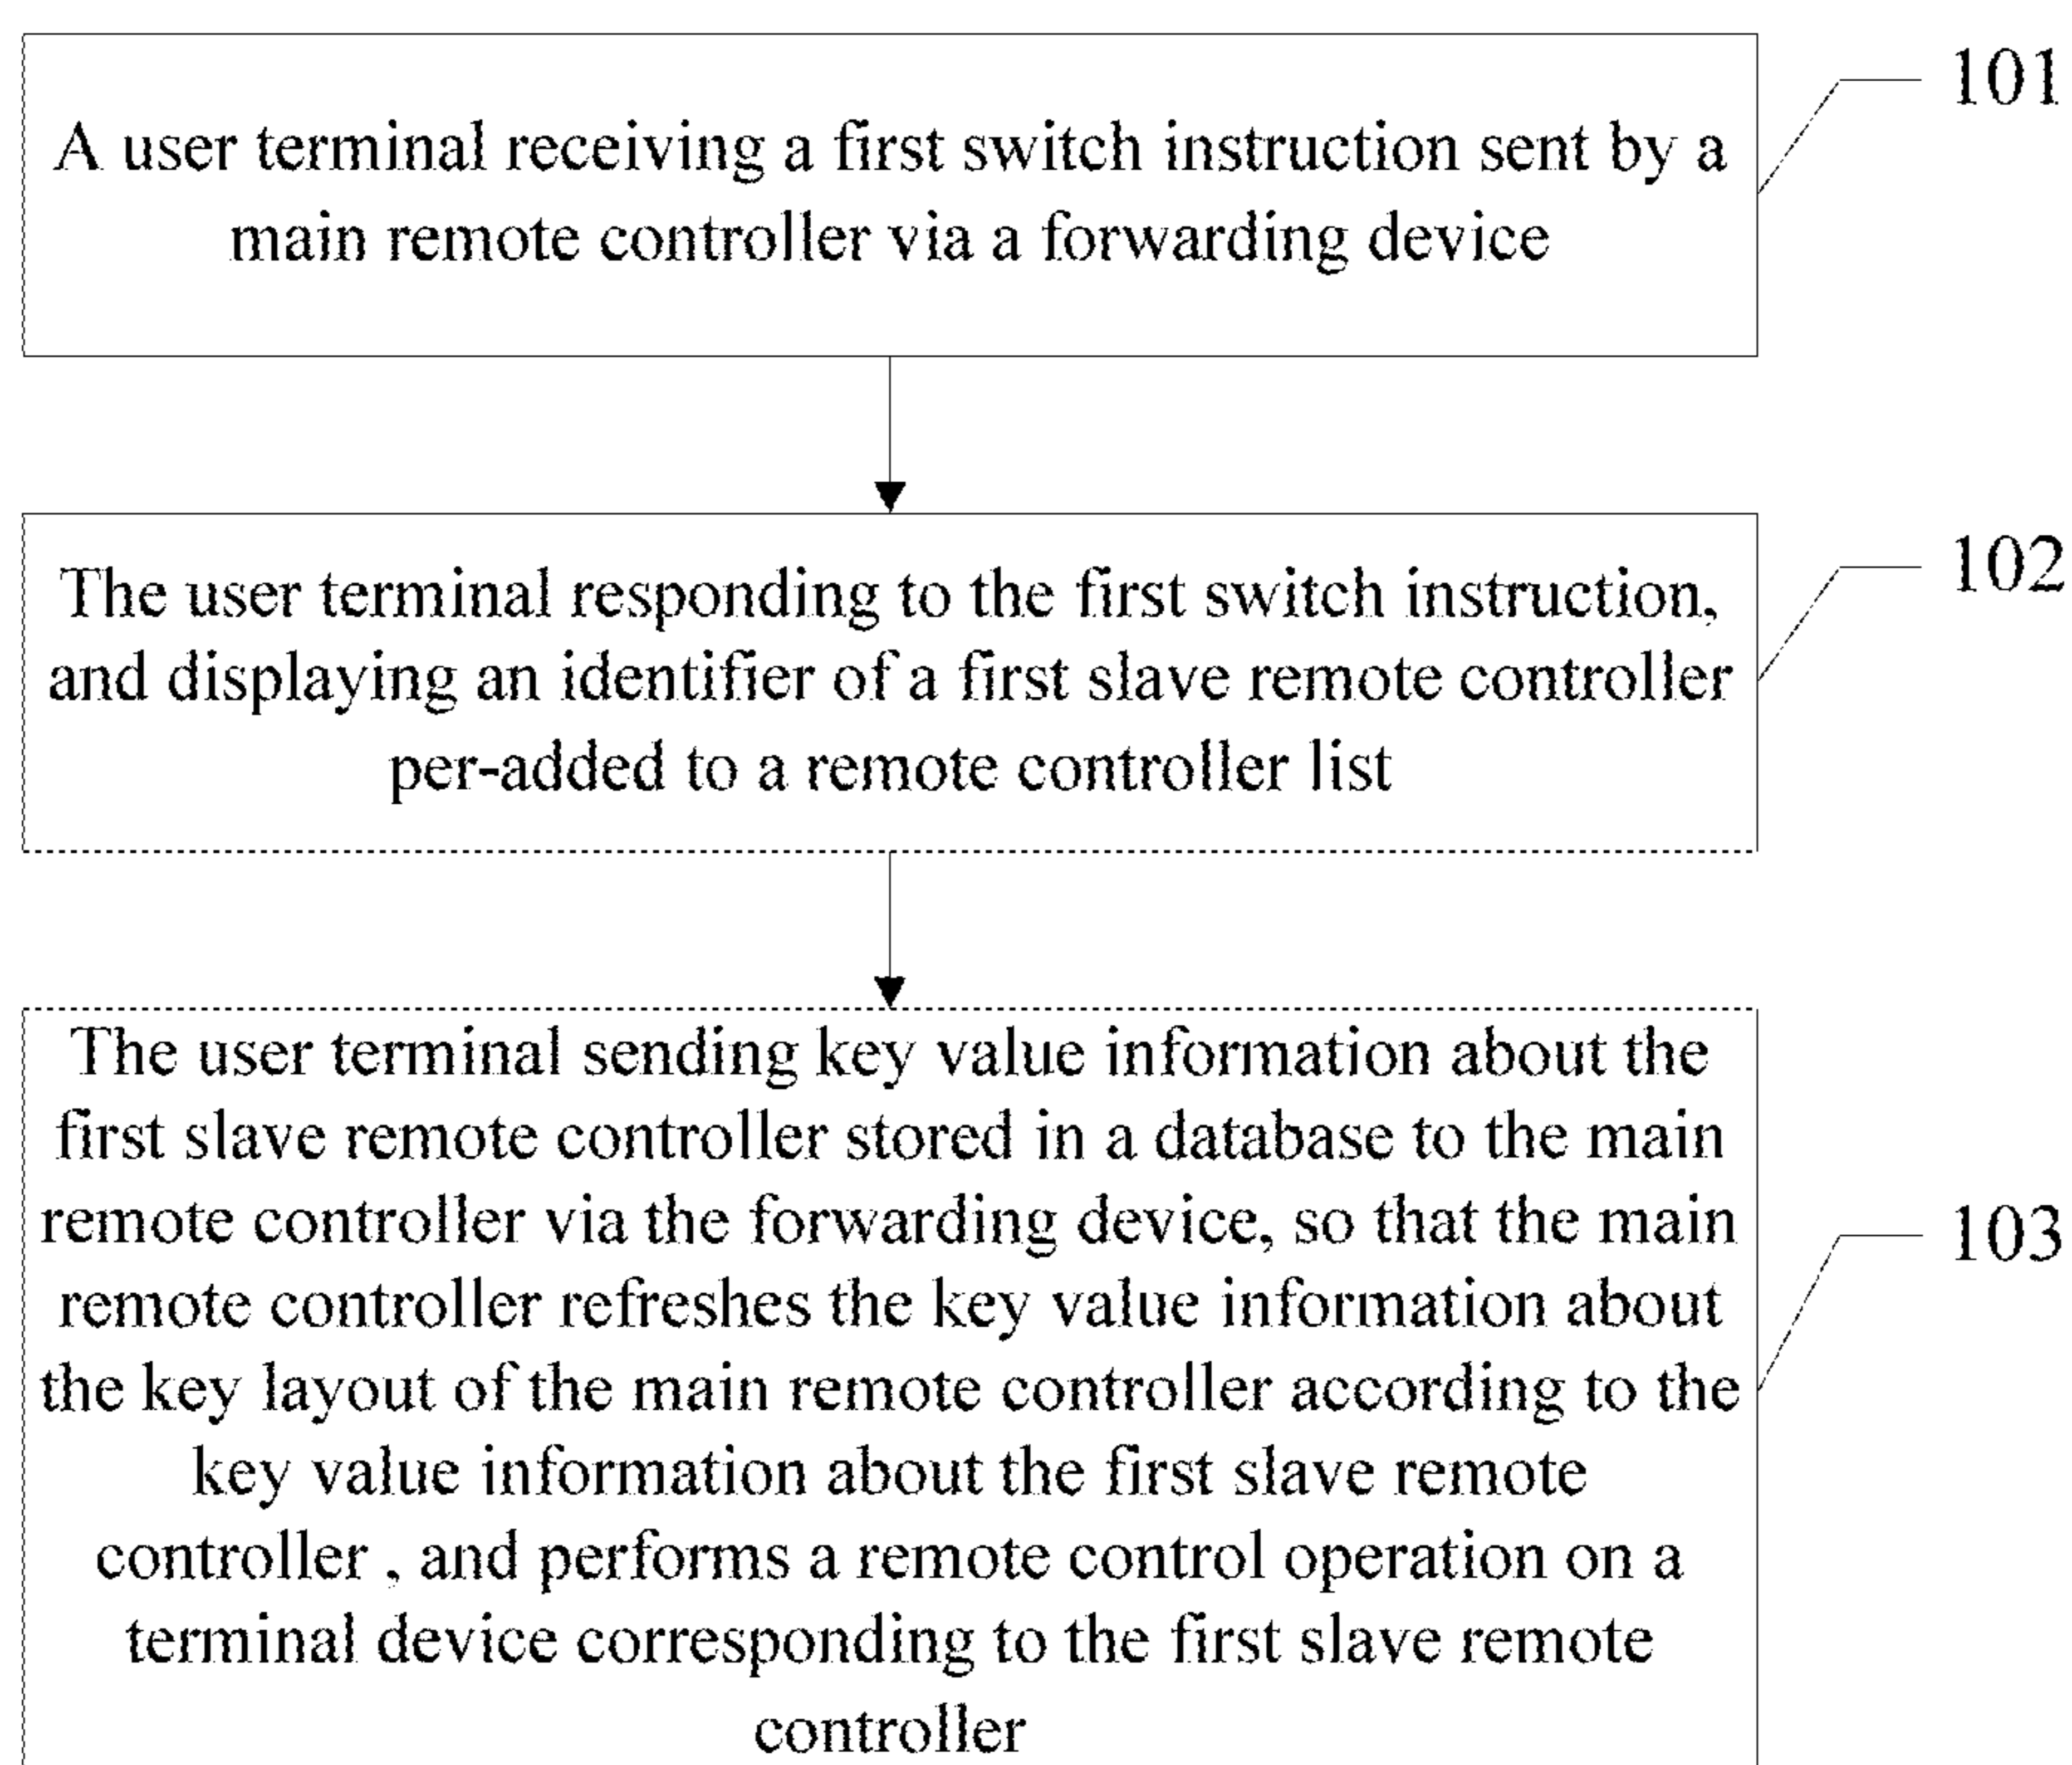 A user terminal receiving a first switch instruction sent by a
main remote controller via a forwarding device
101
The user terminal responding to the first switch instruction,
and displaying an identifier of a first slave remote controller
per-added to a remote controller list
102
The user terminal sending key value information about the
first slave remote controller stored in a database to the main
remote controller via the forwarding device, so that the main
remote controller refreshes the key value information about
the key layout of the main remote controller according to the
key value information about the first slave remote
controller , and performs a remote control operation on a
terminal device corresponding to the first slave remote
controller
103